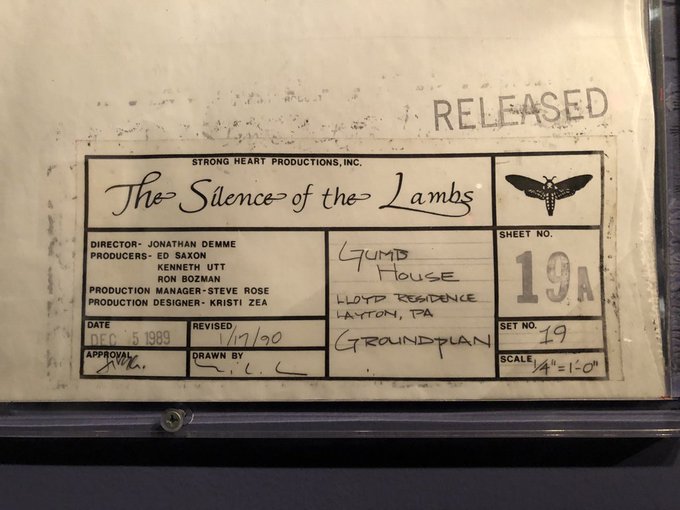 RELEASED
STRONG HEART PRODUCTIONS, INC.
The Silence of the Lambs
DIRECTOR- JONATHAN DEMME
PRODUCERS- ED SAXON
KENNETH UTT
RON BOZMAN
PRODUCTION MANAGER-STEVE ROSE
PRODUCTION DESIGNER- KRISTI ZEA
DATE
DEC 5 1989
REVISED
1/17/90
APPROVAL
DRAWN BY
GUMB
HOUSE
LLOYD RESIDENCE
LAYTON, PA
GROUNDPLAN
SHEET NO.
19A
SET NO.
19
SCALE
1/4"=1'-0"